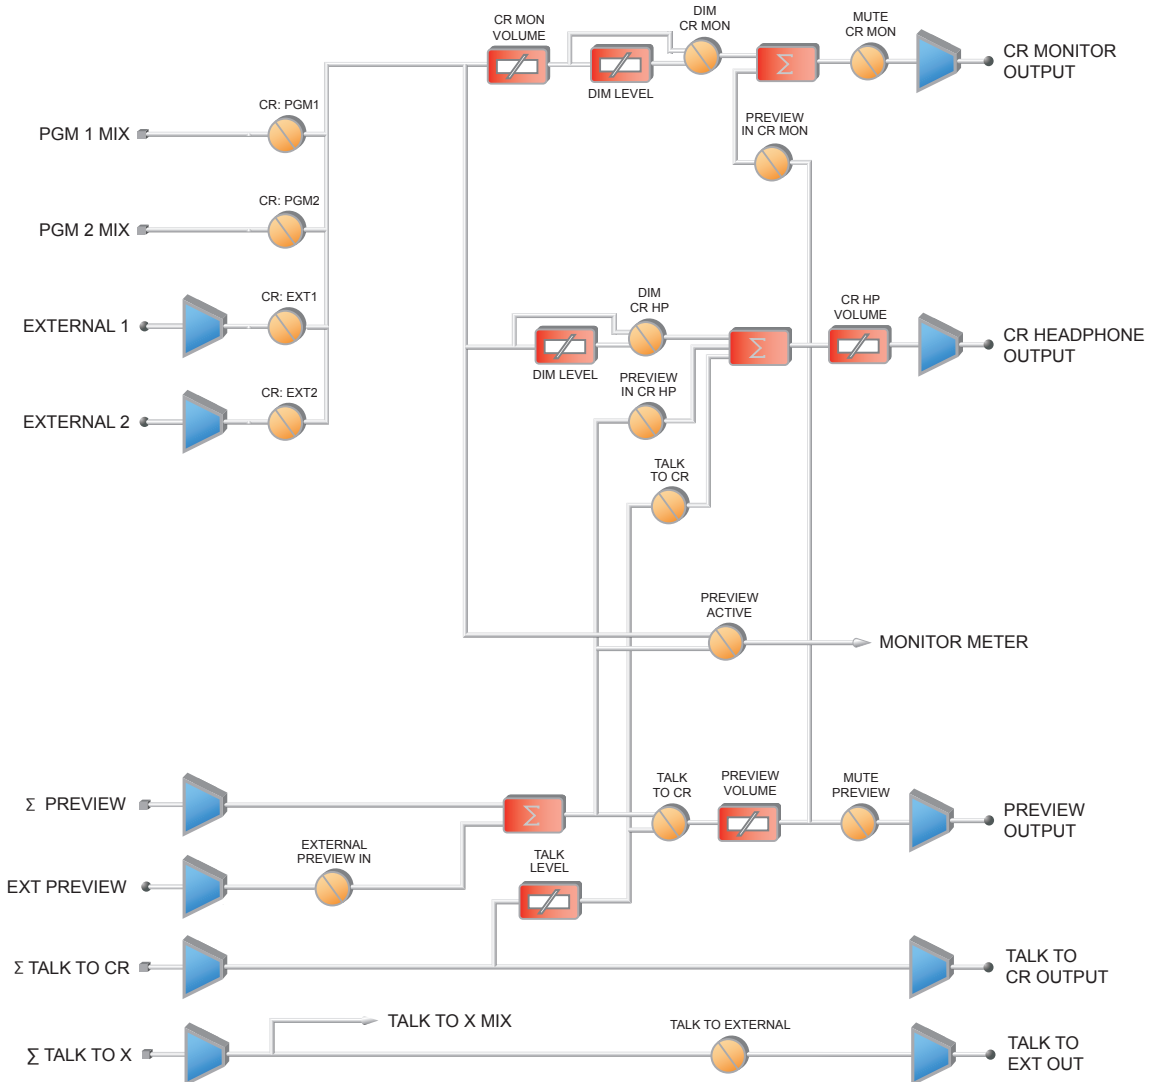 CR MON
VOLUME
DIM
CR MON
MUTE
CR MON
CR MONITOR
OUTPUT
Σ
DIM LEVEL
CR: PGM1
PGM 1 MIX
PREVIEW
IN CR MON
CR: PGM2
PGM 2 MIX
CR: EXT1
EXTERNAL 1
DIM
CR HP
CR HP
VOLUME
CR HEADPHONE
OUTPUT
Σ
DIM LEVEL
PREVIEW
IN CR HP
CR: EXT2
EXTERNAL 2
TALK
TO CR
PREVIEW
ACTIVE
MONITOR METER
Σ PREVIEW
Σ
TALK
TO CR
PREVIEW
VOLUME
MUTE
PREVIEW
PREVIEW
OUTPUT
EXTERNAL
PREVIEW IN
EXT PREVIEW
TALK
LEVEL
Σ TALK TO CR
TALK TO
CR OUTPUT
TALK TO X MIX
Σ TALK TO X
TALK TO EXTERNAL
TALK TO
EXT OUT